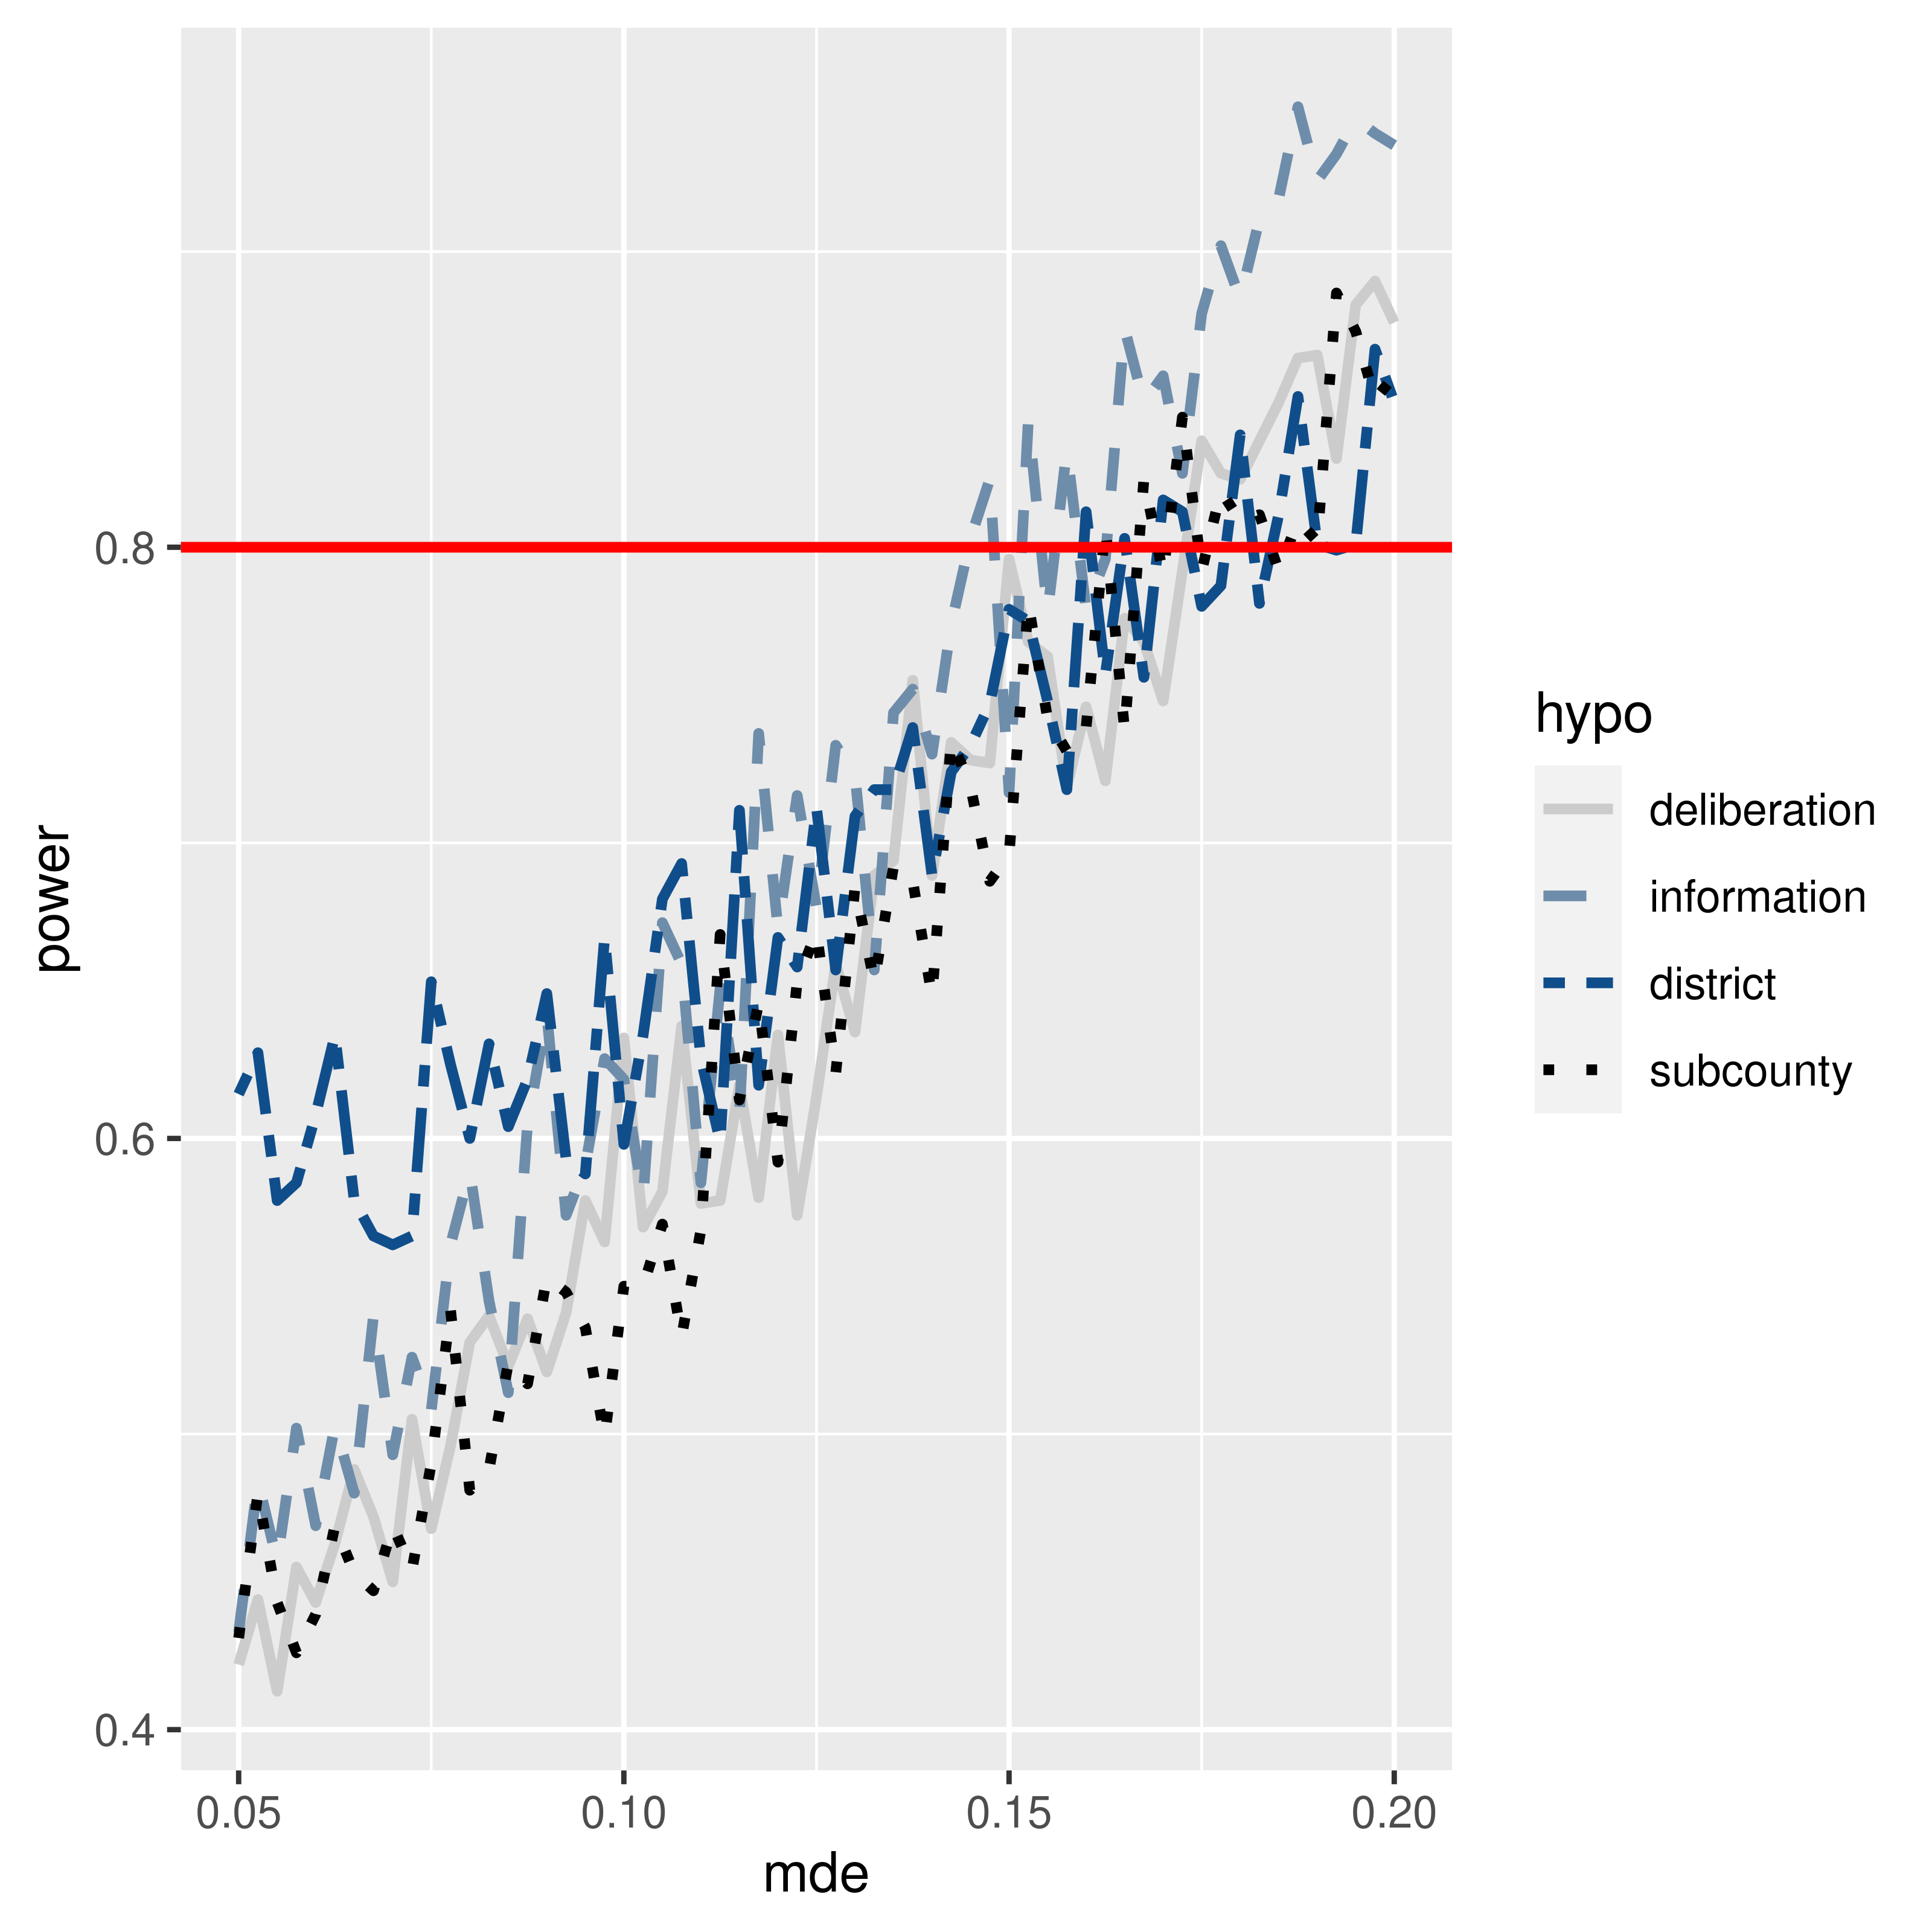 power
0.8
0.6
0.4
0.05 0.10 0.15 0.20
mde
hypo
deliberation
information
district
subcounty